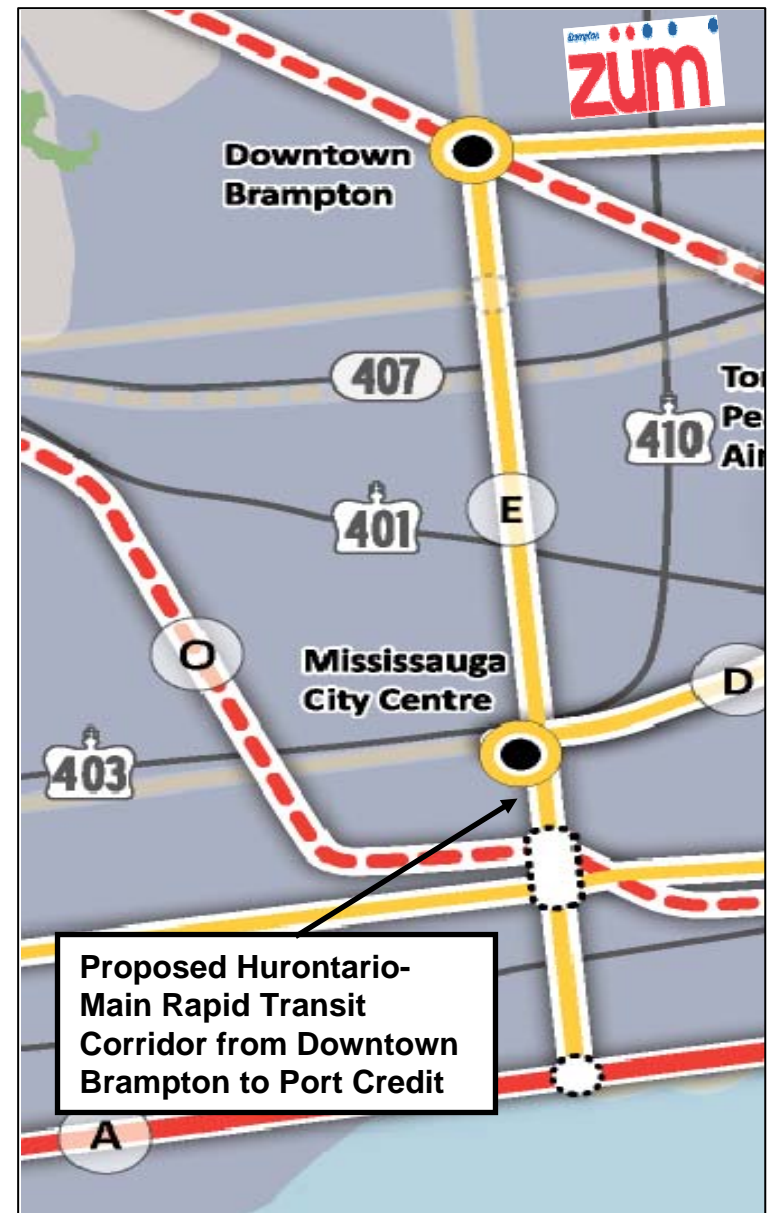 Brampton
züm
Downtown
Brampton
407
410
E
401
O
Mississauga
City Centre
D
403
Proposed Hurontario-
Main Rapid Transit
Corridor from Downtown
Brampton to Port Credit
A